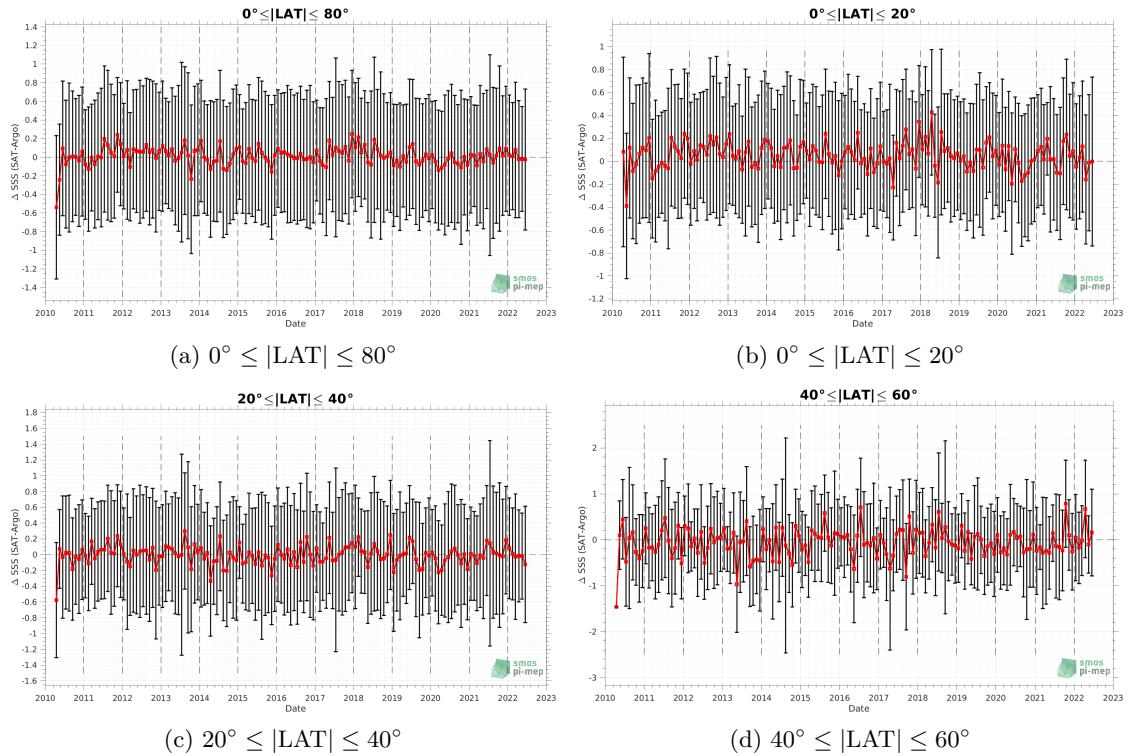 0°≤|LAT|≤ 80°
1.4
1.2
1
0.8
0.6
0.4
0.2
0
-0.2
-0.4
-0.6
-0.8
-1
-1.2
-1.4
Δ SSS (SAT-Argo)
smos
pi-mep
2010 2011 2012 2013 2014 2015 2016 2017 2018 2019 2020 2021 2022 2023
Date
(a) 0° ≤ |LAT| ≤ 80°
0°≤|LAT|≤ 20°
1
0.8
0.6
0.4
0.2
0
-0.2
-0.4
-0.6
-0.8
-1
-1.2
Δ SSS (SAT-Argo)
smos
pi-mep
2010 2011 2012 2013 2014 2015 2016 2017 2018 2019 2020 2021 2022 2023
Date
(b) 0° ≤ |LAT| ≤ 20°
20°≤|LAT|≤ 40°
1.8
1.6
1.4
1.2
1
0.8
0.6
0.4
0.2
0
-0.2
-0.4
-0.6
-0.8
-1
-1.2
-1.4
-1.6
Δ SSS (SAT-Argo)
smos
pi-mep
2010 2011 2012 2013 2014 2015 2016 2017 2018 2019 2020 2021 2022 2023
Date
(c) 20° ≤ |LAT| ≤ 40°
40°≤|LAT|≤ 60°
2
1
0
-1
-2
-3
Δ SSS (SAT-Argo)
smos
pi-mep
2010 2011 2012 2013 2014 2015 2016 2017 2018 2019 2020 2021 2022 2023
Date
(d) 40° ≤ |LAT| ≤ 60°